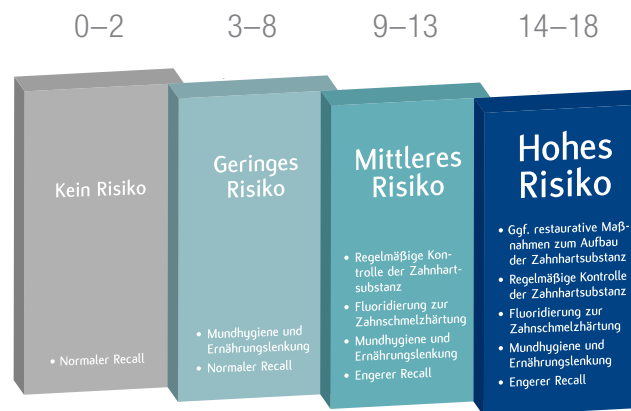 0–2
Kein Risiko
• Normaler Recall
3–8
Geringes
Risiko
• Mundhygiene und
Ernährungslenkung
• Normaler Recall
9–13
Mittleres
Risiko
• Regelmäßige Kon-
trolle der Zahnhart-
substanz
• Fluoridierung zur
Zahnschmelzhärtung
• Mundhygiene und
Ernährungslenkung
• Engerer Recall
14–18
Hohes
Risiko
• Ggf. restaurative Maß-
nahmen zum Aufbau
der Zahnhartsubstanz
• Regelmäßige Kontrolle
der Zahnhartsubstanz
• Fluoridierung zur
Zahnschmelzhärtung
• Mundhygiene und
Ernährungslenkung
• Engerer Recall